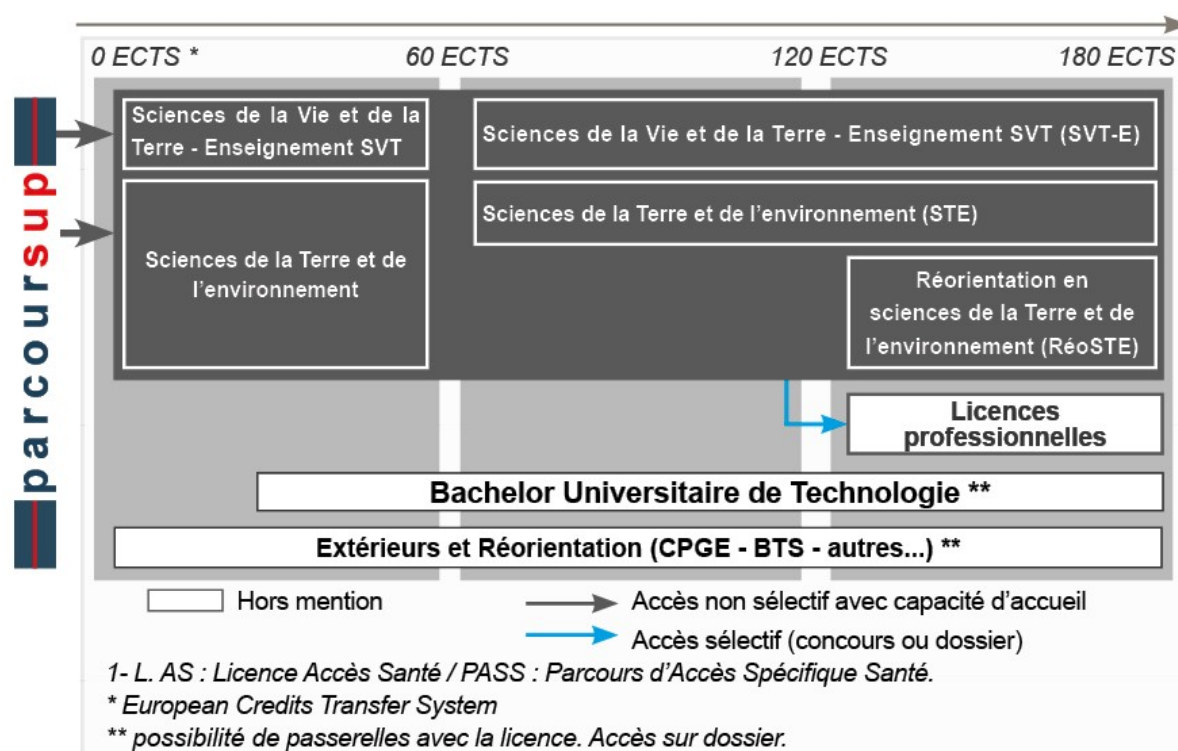 0 ECTS *
60 ECTS
120 ECTS
180 ECTS
parcoursup
Sciences de la Vie et de la
Terre - Enseignement SVT
Sciences de la Vie et de la Terre - Enseignement SVT (SVT-E)
Sciences de la Terre et de
l'environnement
Sciences de la Terre et de l'environnement (STE)
Réorientation en
sciences de la Terre et de
l'environnement (RéoSTE)
Licences
professionnelles
Bachelor Universitaire de Technologie **
Extérieurs et Réorientation (CPGE - BTS - autres...) **
Hors mention
Accès non sélectif avec capacité d'accueil
Accès sélectif (concours ou dossier)
1- L. AS : Licence Accès Santé / PASS : Parcours d'Accès Spécifique Santé.
* European Credits Transfer System
** possibilité de passerelles avec la licence. Accès sur dossier.